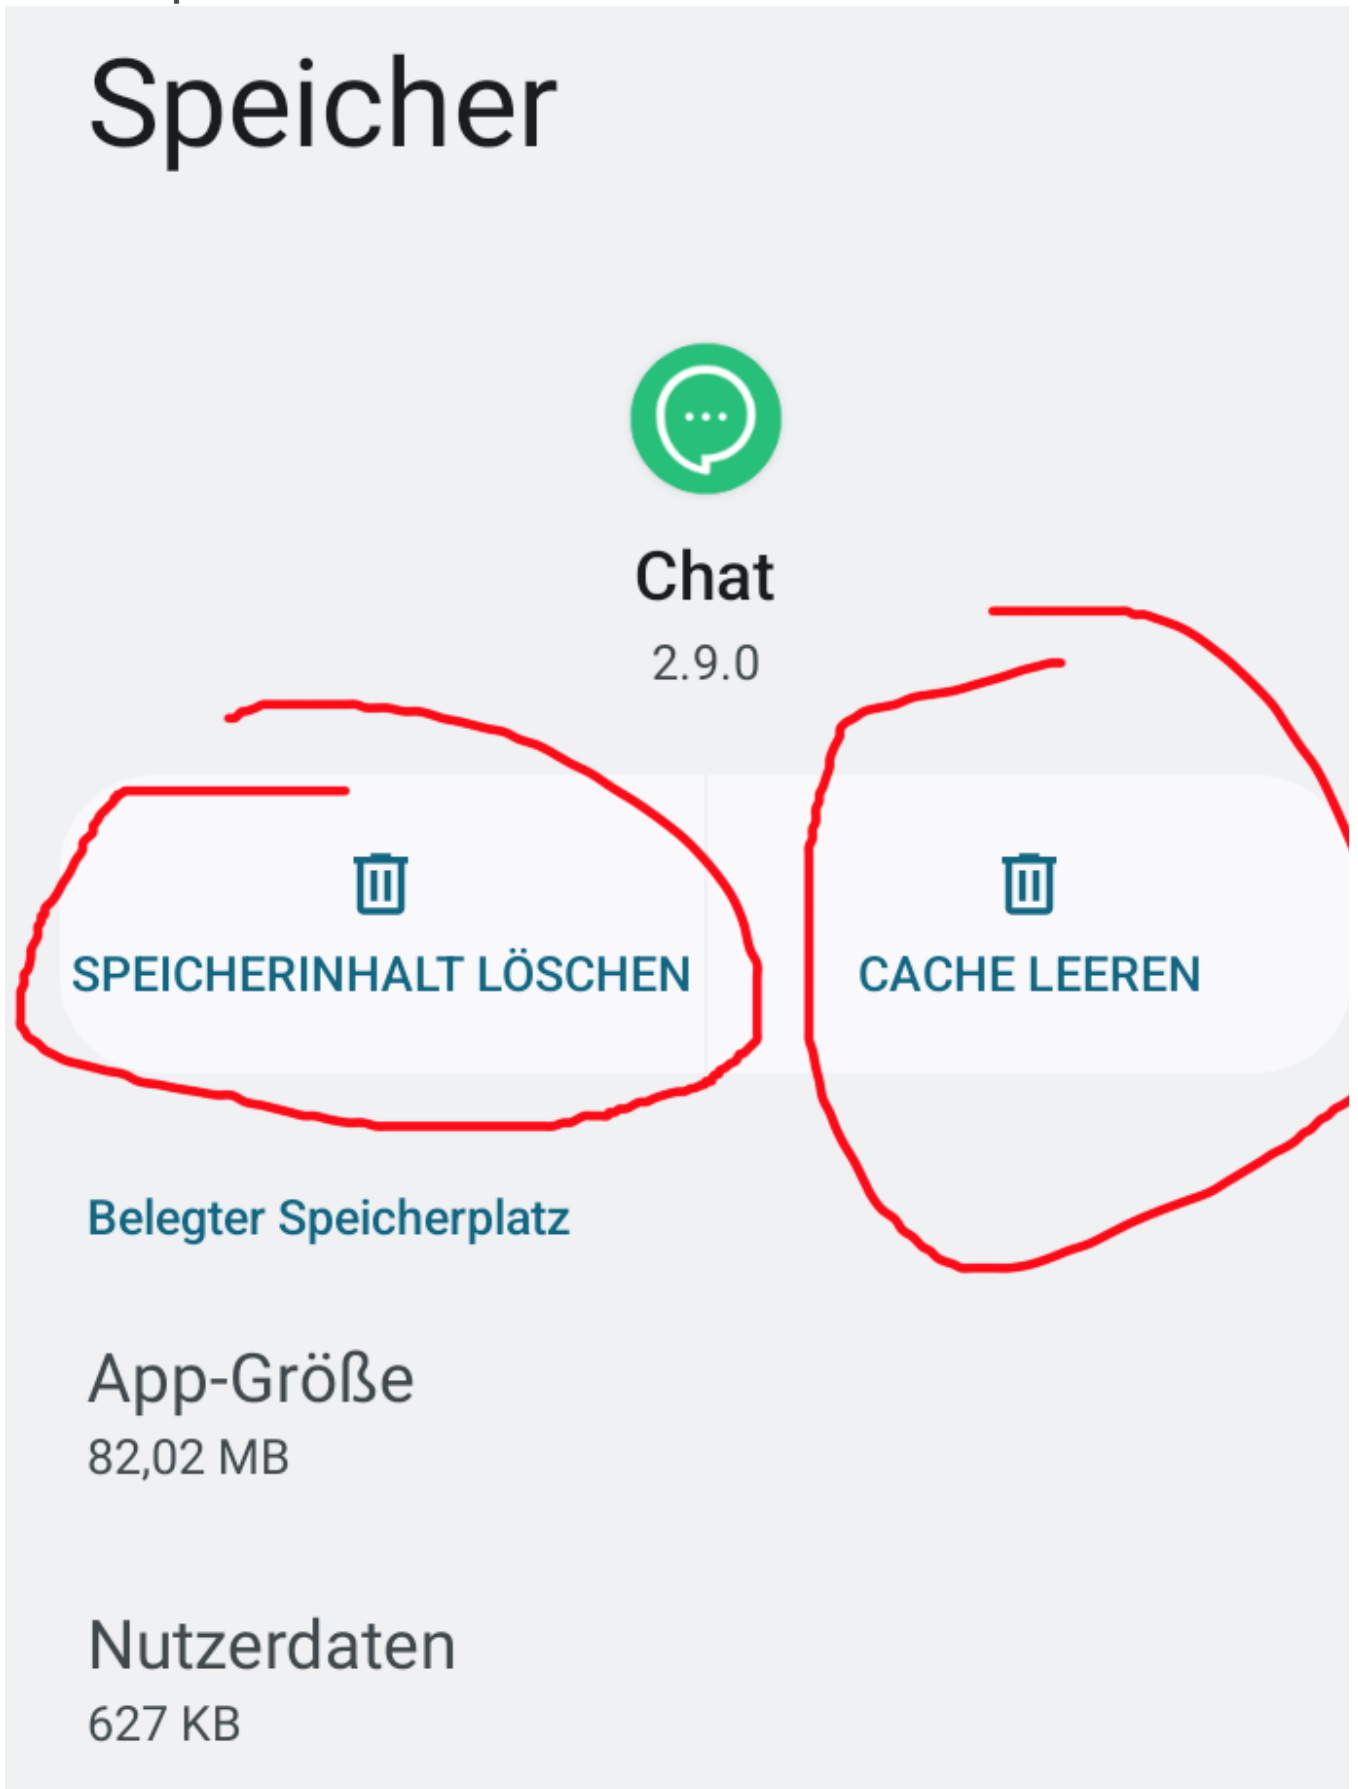 Speicher
Chat
2.9.0
SPEICHERINHALT LÖSCHEN
CACHE LEEREN
Belegter Speicherplatz
App-Größe
82,02 MB
Nutzerdaten
627 KB